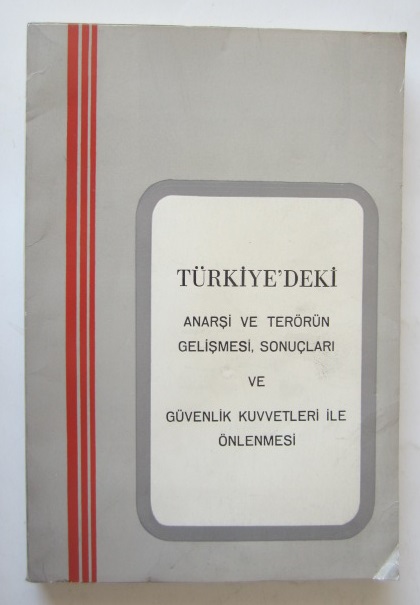 TÜRKİYE'DEKİ
ANARŞİ VE TERÖRÜN
GELİŞMESİ, SONUÇLARI
VE
GÜVENLİK KUVVETLERİ İLE
ÖNLENMESİ